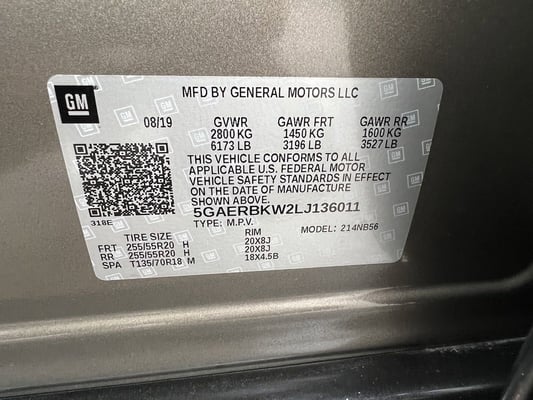 GM
MFD BY GENERAL MOTORS LLC
08/19 GVWR GAWR FRT GAWR RR
2800 KG 1450 KG 1600 KG
6173 LB 3196 LB 3527 LB
THIS VEHICLE CONFORMS TO ALL
APPLICABLE U.S. FEDERAL MOTOR
VEHICLE SAFETY STANDARDS IN EFFECT
ON THE DATE OF MANUFACTURE SHOWN ABOVE.
5GAERBKW2LJ136011
318E TYPE: M.P.V. MODEL: 214NB56
TIRE SIZE RIM
FRT 255/55R20 H 20X8J
RR 255/55R20 H 20X8J
SPA T135/70R18 M 18X4.5B